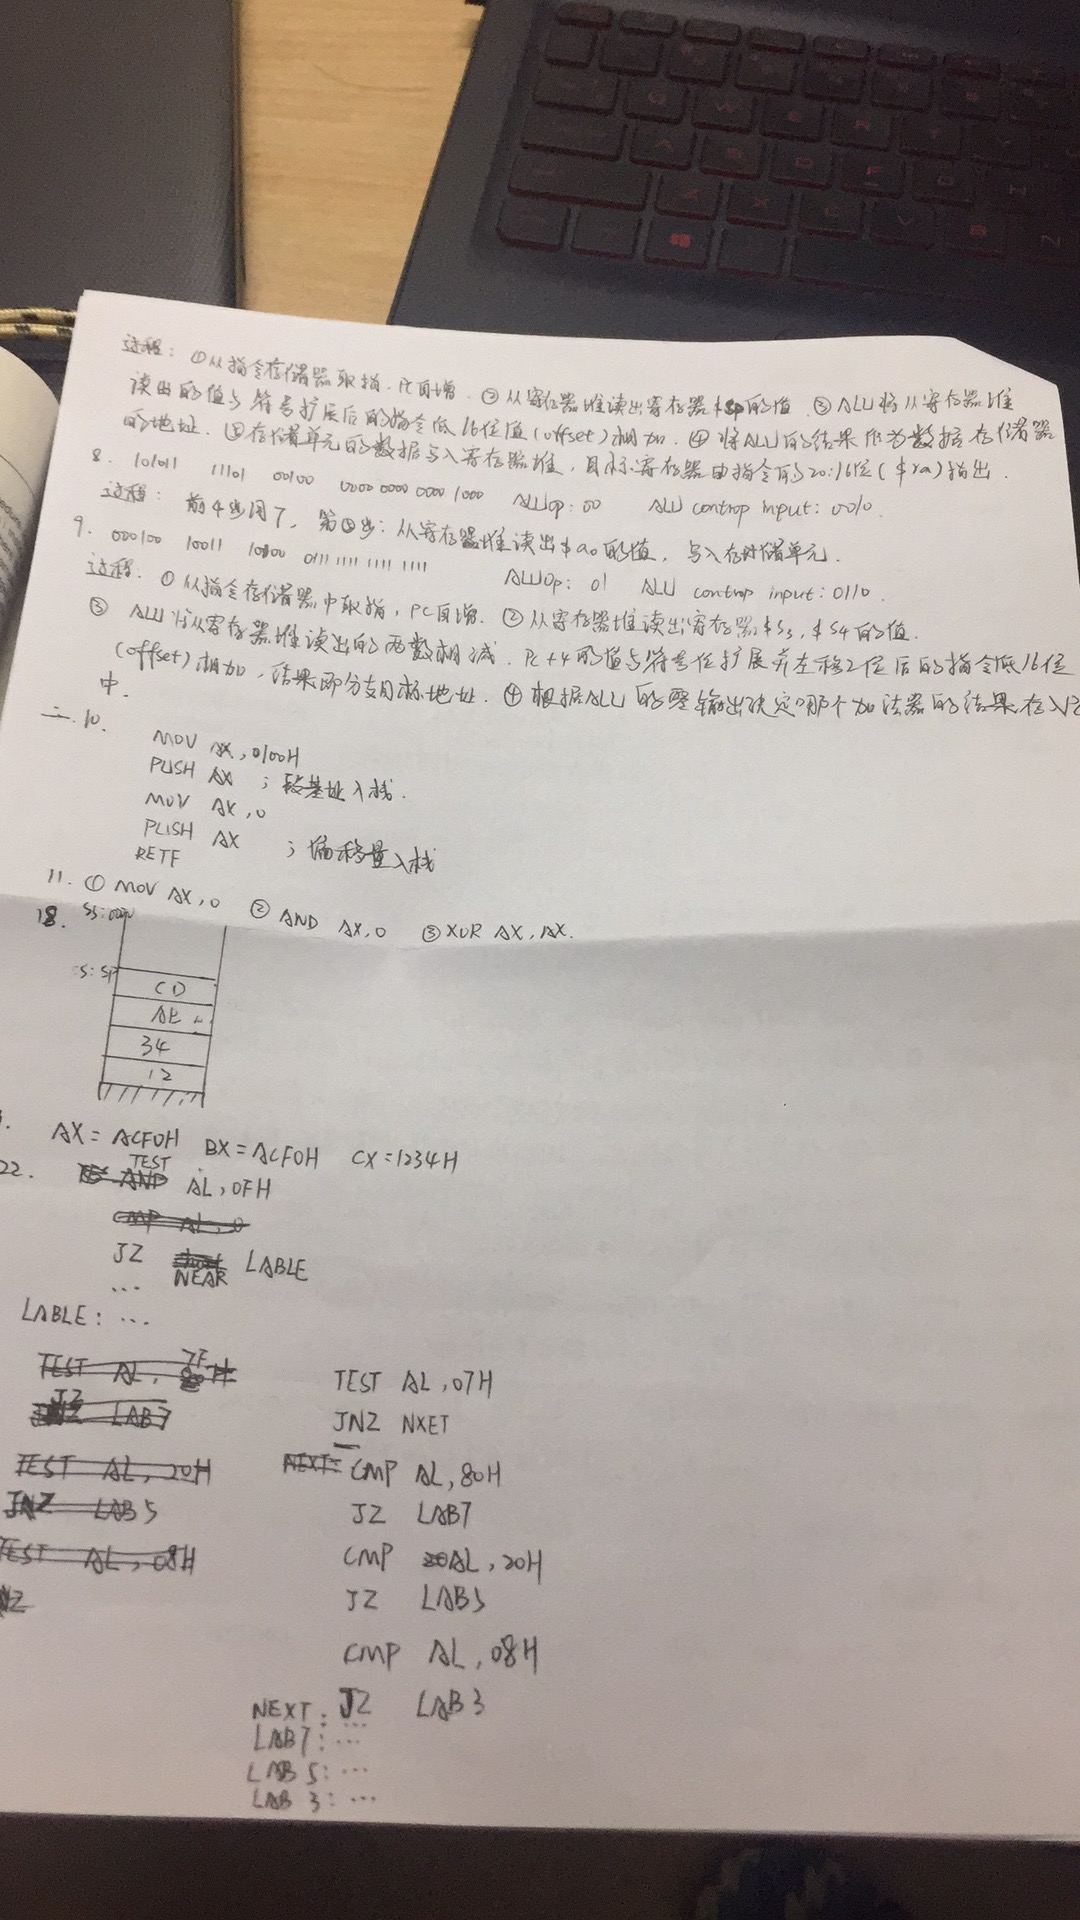 过程: ①从指令存储器取指. PC自增. ②从寄存器堆读出寄存器$sp的值. ③ALU将从寄存器堆
读出的值与符号扩展后的指令低16位值(offset)相加. ④将ALU的结果作为数据存储器
的地址. ⑤存储单元的数据写入寄存器堆, 目标寄存器由指令的20:16位($ra)指出.
8. 101011 11101 00100 0000 0000 0000 1000 ALUOp: 00 ALU control input: 0010.
过程: 前4步同7, 第⑤步: 从寄存器堆读出$a0的值, 写入存储单元.
9. 000100 10011 10100 0111 1111 1111 1111 ALUOp: 01 ALU control input: 0110.
过程. ①从指令存储器中取指, PC自增. ②从寄存器堆读出寄存器$s3, $s4的值.
③ ALU将从寄存器堆读出的两数相减. PC+4的值与符号位扩展并左移2位后的指令低16位
(offset)相加, 结果即分支目标地址. ④根据ALU的零输出决定哪个加法器的结果存入
中.
二.10.
MOV AX, 0100H
PUSH AX ; 段基址入栈.
MOV AX, 0
PUSH AX ; 偏移量入栈
RETF
11. ① MOV AX, 0 ② AND AX, 0 ③ XOR AX, AX.
18.
S:SP
CD
AB
34
12
AX = ACF0H BX = ACF0H CX = 1234H
22. TEST AL, 0FH
JZ NEAR LABLE
...
LABLE: ...
TEST AL, 07H
JNZ NXET
CMP AL, 80H
JZ LAB7
CMP AL, 20H
JZ LAB5
CMP AL, 08H
JZ LAB3
NEXT: ...
LAB7: ...
LAB5: ...
LAB3: ...